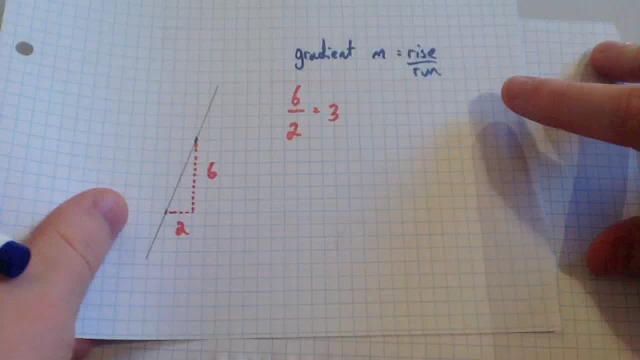 gradient m = rise/run
6/2 = 3
6
2